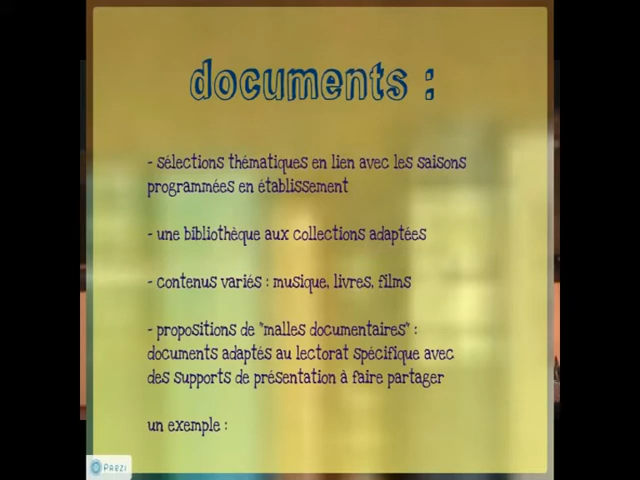 documents :
- sélections thématiques en lien avec les saisons
programmées en établissement
- une bibliothèque aux collections adaptées
- contenus variés : musique, livres, films
- propositions de "malles documentaires" :
documents adaptés au lectorat spécifique avec
des supports de présentation à faire partager
un exemple :
PREZI